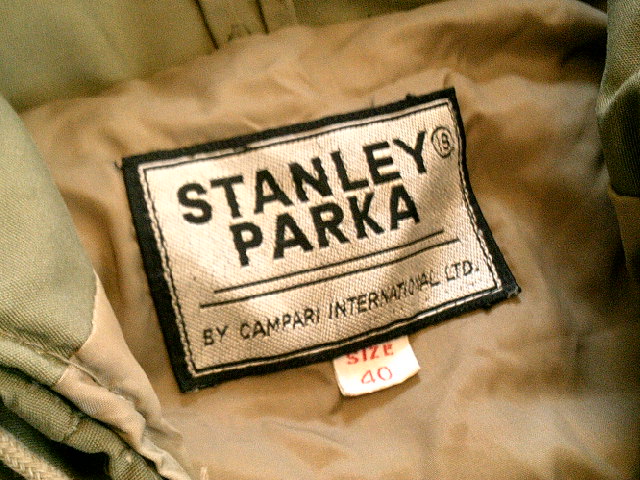 STANLEY®
PARKA
BY CAMPARI INTERNATIONAL LTD.
SIZE
40